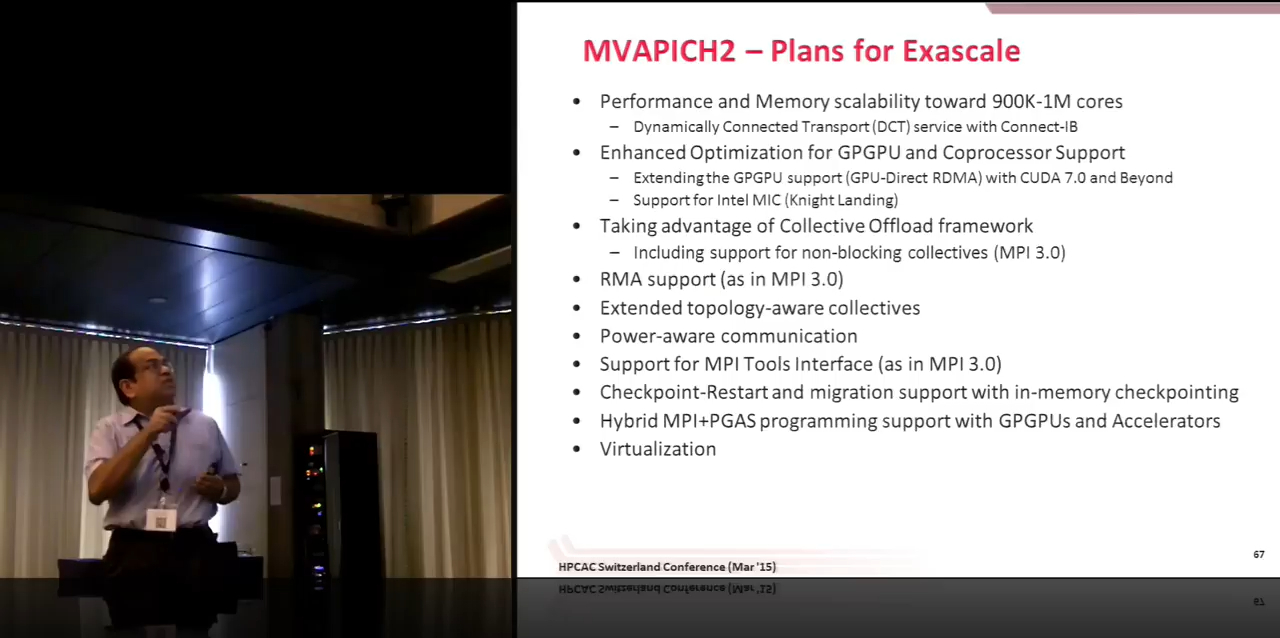 MVAPICH2 – Plans for Exascale
• Performance and Memory scalability toward 900K-1M cores
– Dynamically Connected Transport (DCT) service with Connect-IB
• Enhanced Optimization for GPGPU and Coprocessor Support
– Extending the GPGPU support (GPU-Direct RDMA) with CUDA 7.0 and Beyond
– Support for Intel MIC (Knight Landing)
• Taking advantage of Collective Offload framework
– Including support for non-blocking collectives (MPI 3.0)
• RMA support (as in MPI 3.0)
• Extended topology-aware collectives
• Power-aware communication
• Support for MPI Tools Interface (as in MPI 3.0)
• Checkpoint-Restart and migration support with in-memory checkpointing
• Hybrid MPI+PGAS programming support with GPGPUs and Accelerators
• Virtualization
HPCAC Switzerland Conference (Mar '15)
67